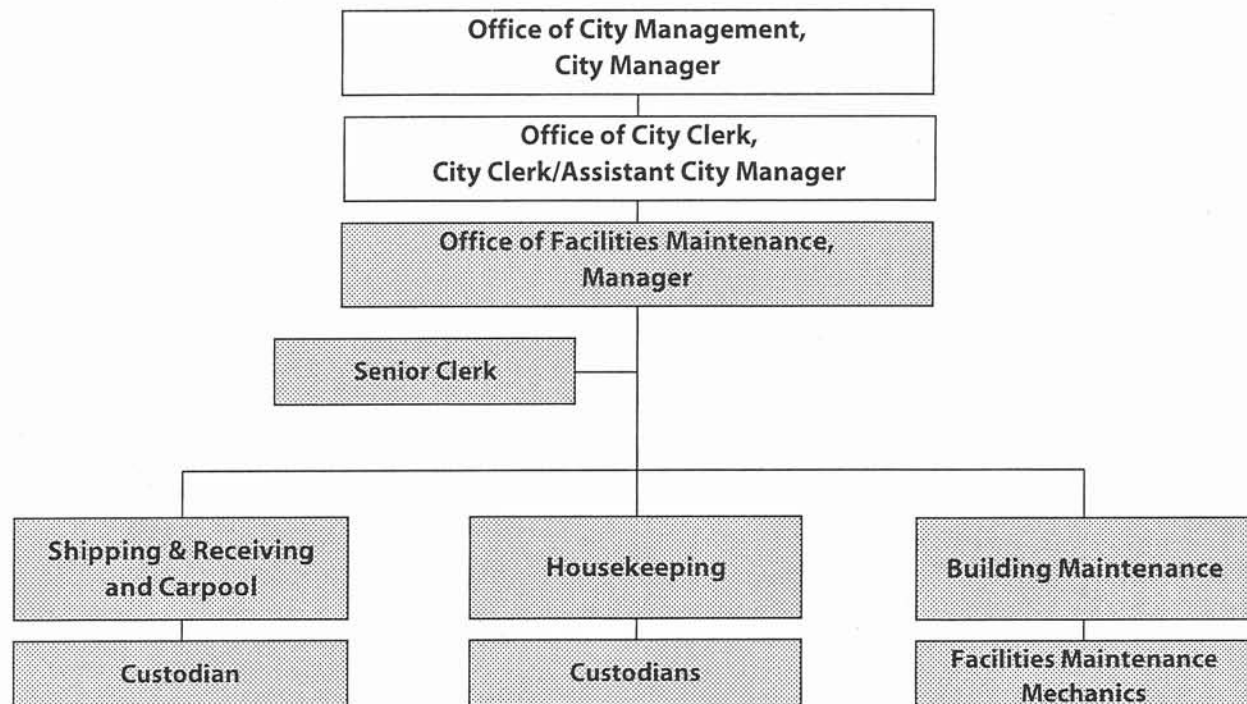 Office of City Management,
City Manager
Office of City Clerk,
City Clerk/Assistant City Manager
Office of Facilities Maintenance,
Manager
Senior Clerk
Shipping & Receiving
and Carpool
Housekeeping
Building Maintenance
Custodian
Custodians
Facilities Maintenance
Mechanics